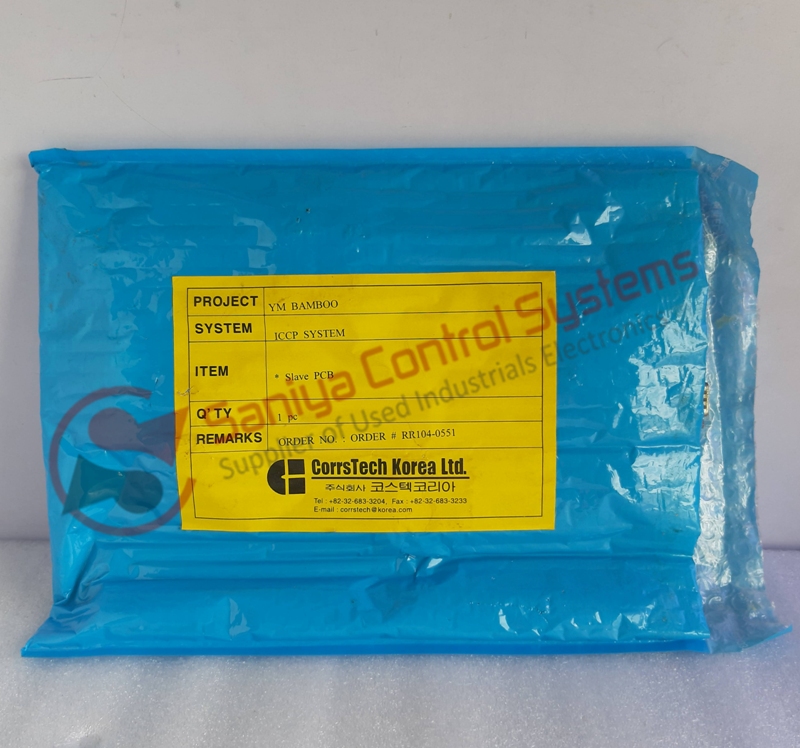 PROJECT YM BAMBOO
SYSTEM ICCP SYSTEM
ITEM * Slave PCB
Q'TY 1 pc
REMARKS ORDER NO. : ORDER # RR104-0551
CorrsTech Korea Ltd.
주식회사 코스텍코리아
Tel : +82-32-683-3204, Fax : +82-32-683-3233
E-mail : corrstech@korea.com
Saniya Control Systems
Supplier of Used Industrials Electronics